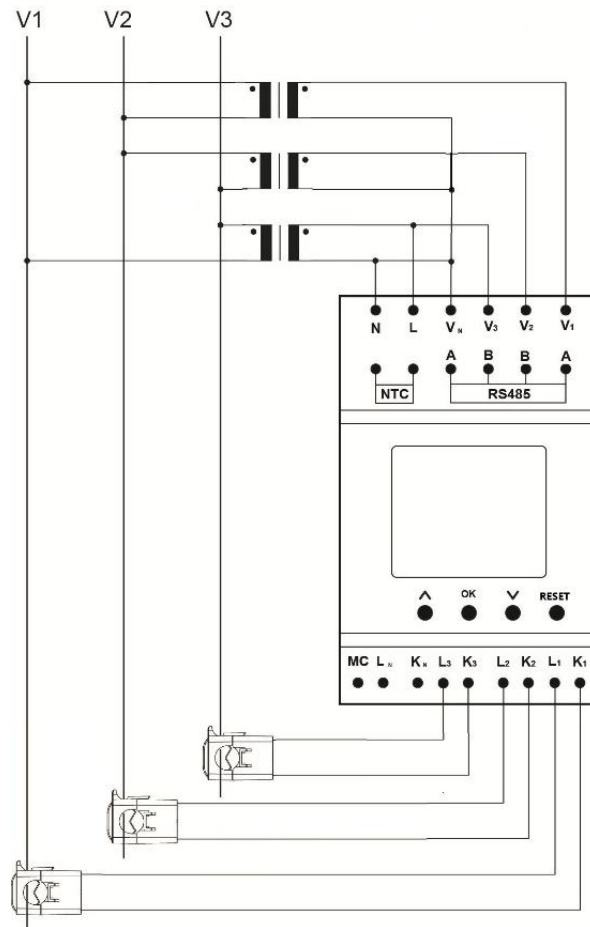 V1 V2 V3
N L VN V3 V2 V1
A B B A
NTC RS485
OK RESET
MC LN KN L3 K3 L2 K2 L1 K1